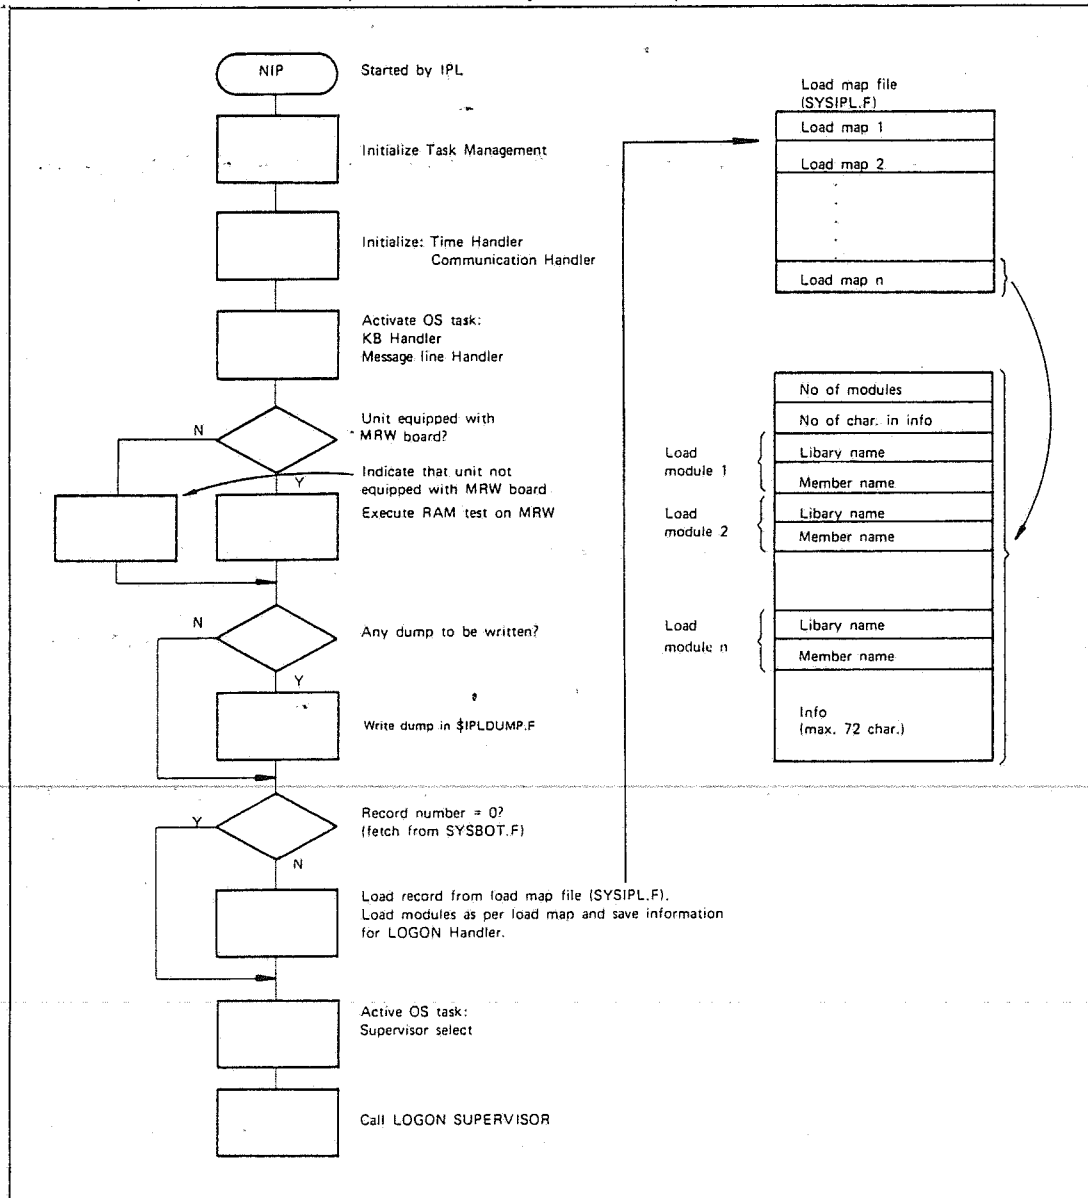 NIP
Started by IPL
Initialize Task Management
Initialize: Time Handler
Communication Handler
Activate OS task:
KB Handler
Message line Handler
Unit equipped with
MRW board?
N
Y
Indicate that unit not
equipped with MRW board
Execute RAM test on MRW
N
Any dump to be written?
Y
Write dump in $IPLDUMP.F
Y
Record number = 0?
(fetch from SYSBOT.F)
N
Load record from load map file (SYSIPL.F).
Load modules as per load map and save information
for LOGON Handler.
Active OS task:
Supervisor select
Call LOGON SUPERVISOR
Load map file
(SYSIPL.F)
Load map 1
Load map 2
Load map n
No of modules
No of char. in info
Load
module 1
Libary name
Member name
Load
module 2
Libary name
Member name
Load
module n
Libary name
Member name
Info
(max. 72 char.)